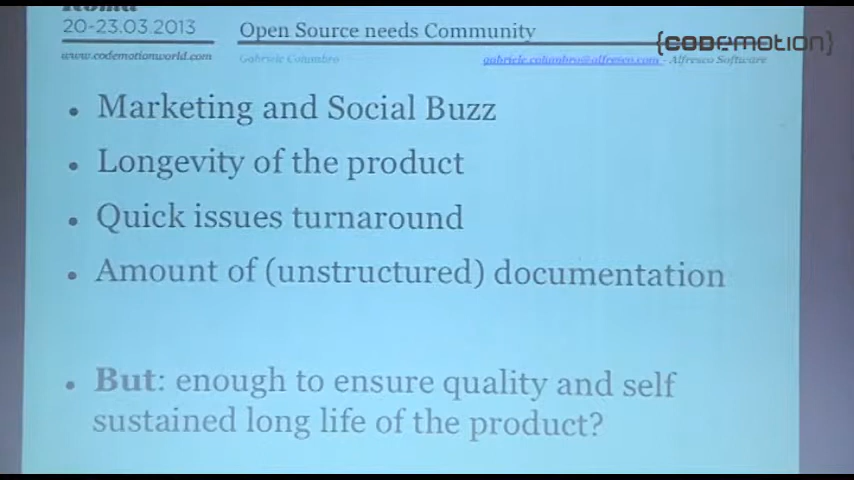 Roma
20-23.03.2013
Open Source needs Community
{CODEMOTION}
www.codemotionworld.com
Gabriele Columbro
gabriele.columbro@alfresco.com - Alfresco Software
• Marketing and Social Buzz
• Longevity of the product
• Quick issues turnaround
• Amount of (unstructured) documentation
• But: enough to ensure quality and self
sustained long life of the product?